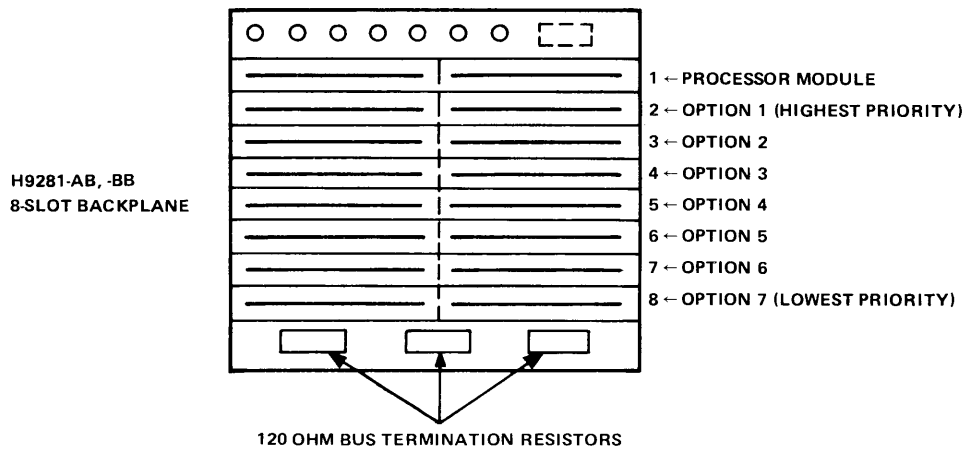 1 ← PROCESSOR MODULE
2 ← OPTION 1 (HIGHEST PRIORITY)
3 ← OPTION 2
4 ← OPTION 3
5 ← OPTION 4
6 ← OPTION 5
7 ← OPTION 6
8 ← OPTION 7 (LOWEST PRIORITY)
H9281-AB, -BB
8-SLOT BACKPLANE
120 OHM BUS TERMINATION RESISTORS